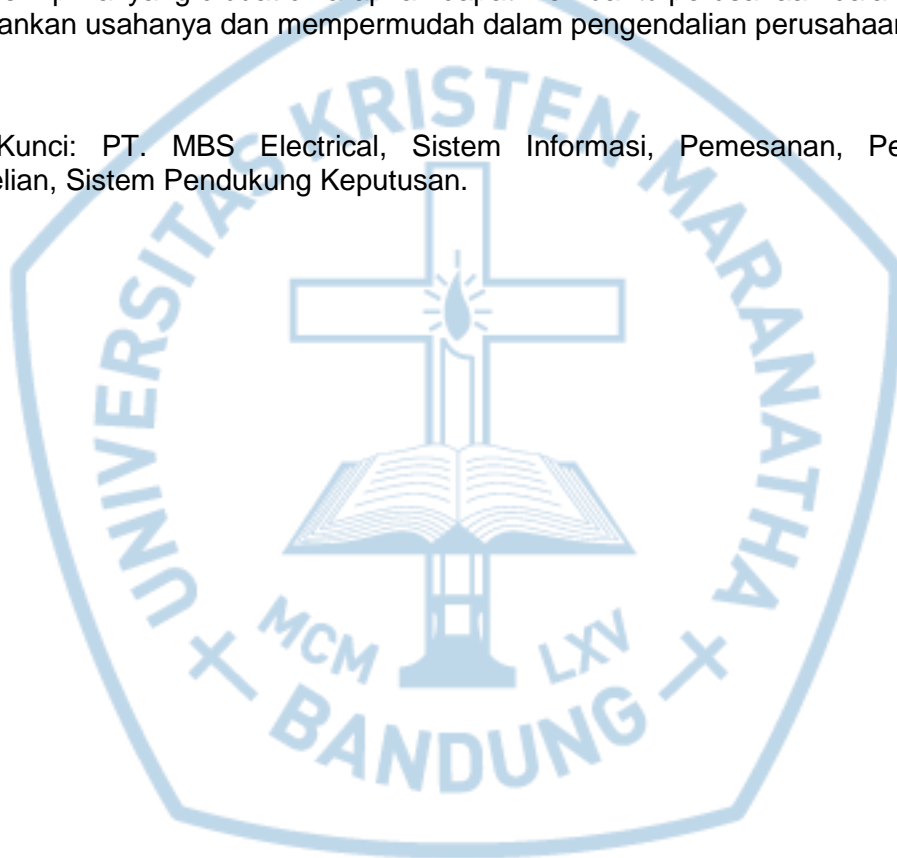 ankan usahanya dan mempermudah dalam pengendalian perusahaan
Kunci: PT. MBS Electrical, Sistem Informasi, Pemesanan, Pe
elian, Sistem Pendukung Keputusan.
UNIVERSITAS KRISTEN MARANATHA
MCM LXV
BANDUNG